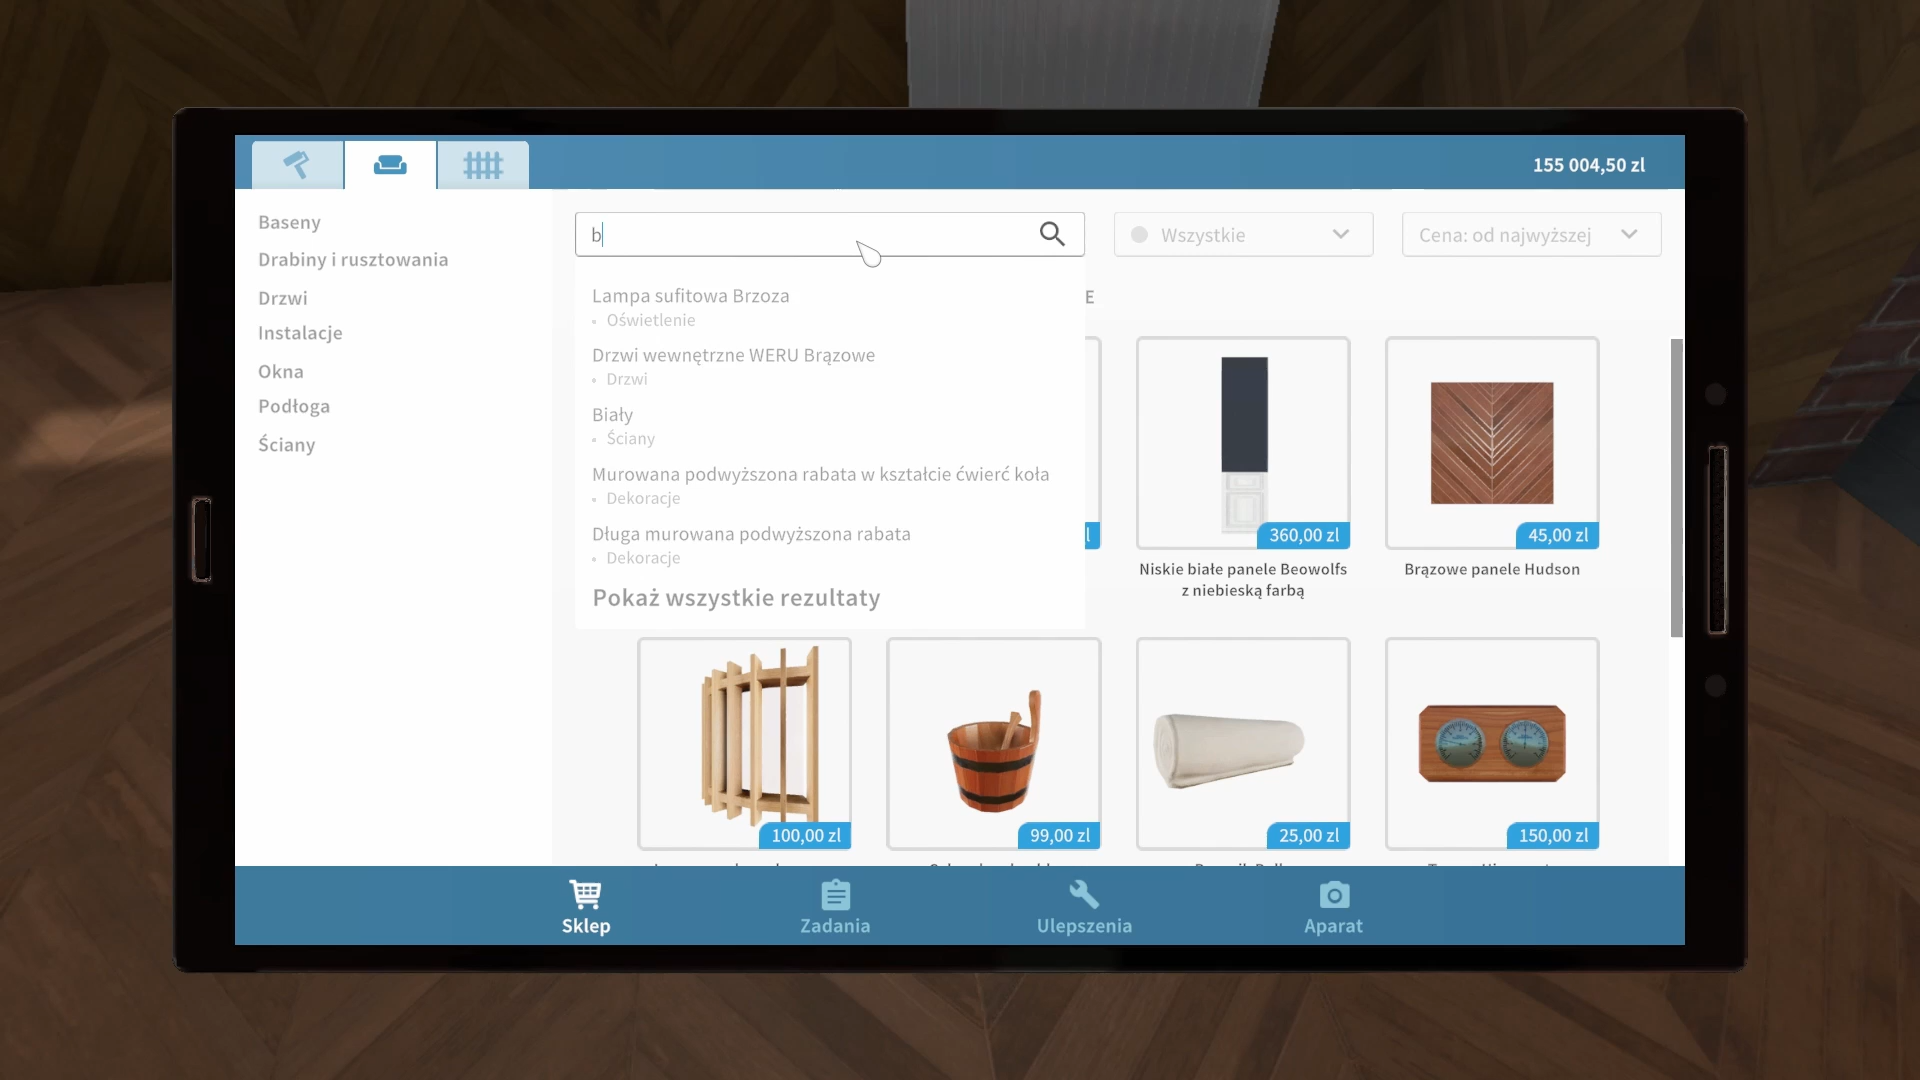 155 004,50 zl
Baseny
Drabiny i rusztowania
Drzwi
Instalacje
Okna
Podłoga
Ściany
b
Wszystkie
Cena: od najwyższej
Lampa sufitowa Brzoza
• Oświetlenie
Drzwi wewnętrzne WERU Brązowe
• Drzwi
Biały
• Ściany
Murowana podwyższona rabata w kształcie ćwierć koła
• Dekoracje
Długa murowana podwyższona rabata
• Dekoracje
Pokaż wszystkie rezultaty
E
360,00 zl
Niskie białe panele Beowolfs
z niebieską farbą
45,00 zl
Brązowe panele Hudson
100,00 zl
99,00 zl
25,00 zl
150,00 zl
Sklep
Zadania
Ulepszenia
Aparat